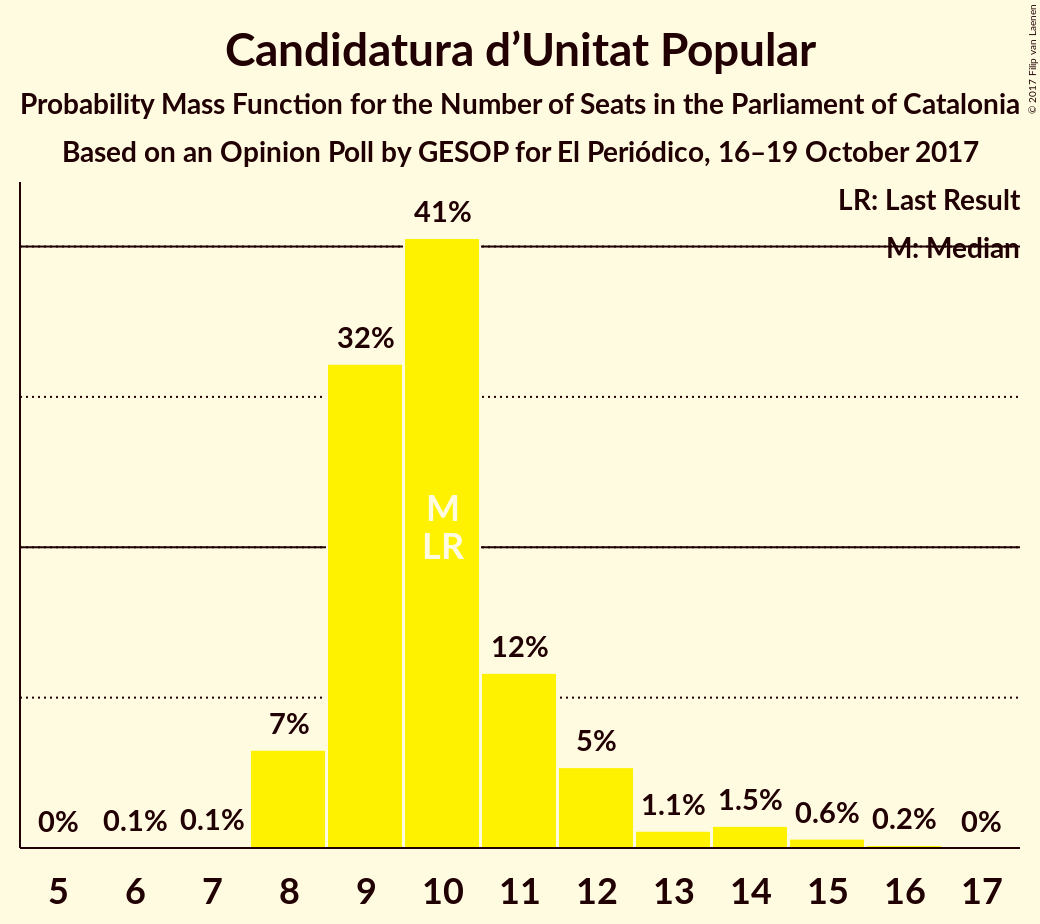 Candidatura d’Unitat Popular
Probability Mass Function for the Number of Seats in the Parliament of Catalonia
Based on an Opinion Poll by GESOP for El Periódico, 16–19 October 2017
© 2017 Filip van Laenen
LR: Last Result
M: Median
41%
32%
M
LR
12%
7%
5%
0%
0.1%
0.1%
1.1%
1.5%
0.6%
0.2%
0%
5 6 7 8 9 10 11 12 13 14 15 16 17